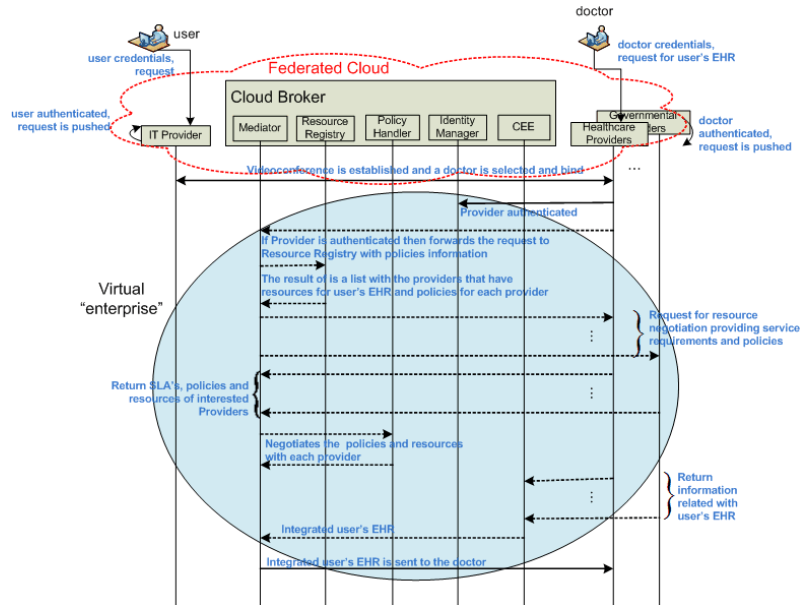 doctor
user
user credentials,
request
doctor credentials,
request for user's EHR
Federated Cloud
Cloud Broker
user authenticated,
request is pushed
IT Provider
Mediator
Resource
Registry
Policy
Handler
Identity
Manager
CEE
Governmental
Healthcare
Providers
doctor
authenticated,
request is pushed
Videoconference is established and a doctor is selected and bind
...
Provider authenticated
If Provider is authenticated then forwards the request to
Resource Registry with policies information
The result of is a list with the providers that have
resources for user's EHR and policies for each provider
Virtual
“enterprise”
Request for resource
negotiation providing service
requirements and policies
Return SLA's, policies and
resources of interested
Providers
Negotiates the policies and resources
with each provider
Return
information
related with
user's EHR
Integrated user's EHR
Integrated user's EHR is sent to the doctor